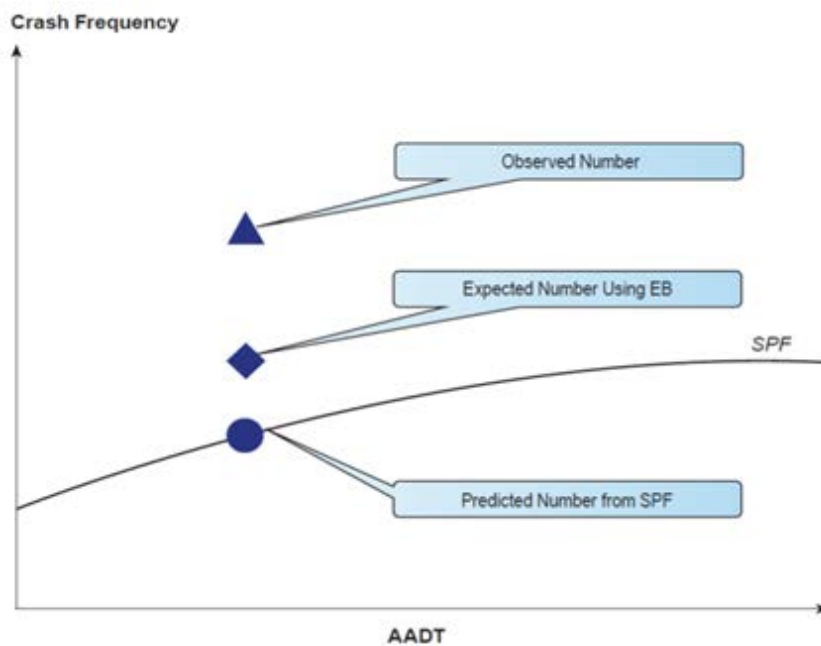 Crash Frequency
Observed Number
Expected Number Using EB
SPF
Predicted Number from SPF
AADT